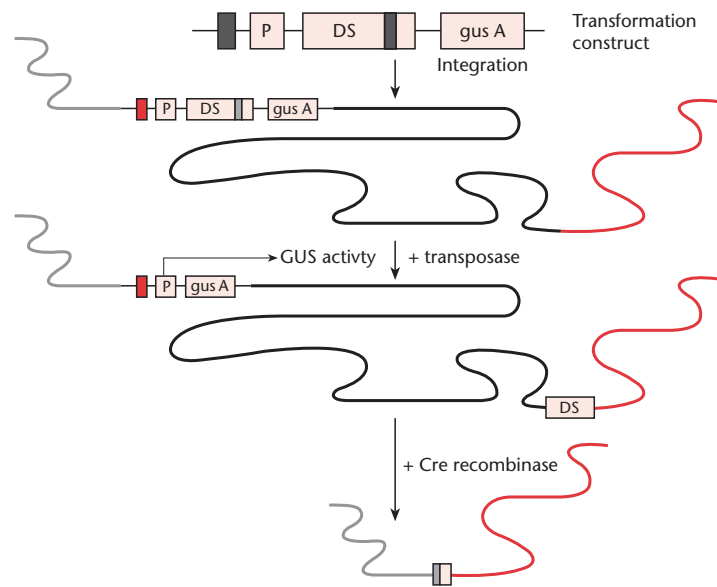 P DS gus A Transformation
construct
Integration
P DS gus A
GUS activty + transposase
P gus A
DS
+ Cre recombinase